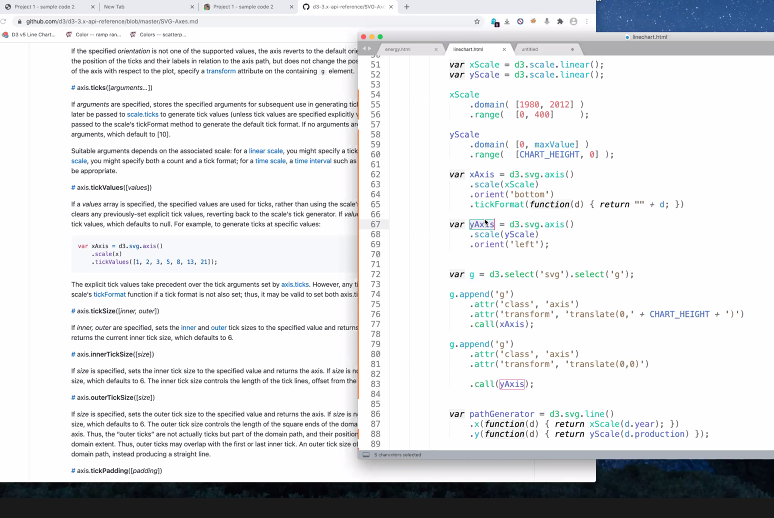 Project 1 - sample code 2
New Tab
Project 1 - sample code 2
d3-3.x-api-reference/SVG-Axes
github.com/d3/d3-3.x-api-reference/blob/master/SVG-Axes.md
D3 v5 Line Chart...
Color — ramp ran...
Colors — scatterp...
If the specified orientation is not one of the supported values, the axis reverts to the default orie
the position of the ticks and their labels in relation to the axis path, but does not change the po
of the axis with respect to the plot, specify a transform attribute on the containing g element.
# axis.ticks([arguments…])
If arguments are specified, stores the specified arguments for subsequent use in generating tick
later be passed to scale.ticks to generate tick values (unless tick values are specified explicitly
passed to the scale's tickFormat method to generate the default tick format. If no arguments are
arguments, which default to [10].
Suitable arguments depends on the associated scale: for a linear scale, you might specify a tick
scale, you might specify both a count and a tick format; for a time scale, a time interval such as
be appropriate.
# axis.tickValues([values])
If a values array is specified, the specified values are used for ticks, rather than using the scale's
clears any previously-set explicit tick values, reverting back to the scale's tick generator. If value
tick values, which defaults to null. For example, to generate ticks at specific values:
var xAxis = d3.svg.axis()
.scale(x)
.tickValues([1, 2, 3, 5, 8, 13, 21]);
The explicit tick values take precedent over the tick arguments set by axis.ticks. However, any ti
scale's tickFormat function if a tick format is not also set; thus, it may be valid to set both axis.ti
# axis.tickSize([inner, outer])
If inner, outer are specified, sets the inner and outer tick sizes to the specified value and returns
returns the current inner tick size, which defaults to 6.
# axis.innerTickSize([size])
If size is specified, sets the inner tick size to the specified value and returns the axis. If size is no
size, which defaults to 6. The inner tick size controls the length of the tick lines, offset from the
# axis.outerTickSize([size])
If size is specified, sets the outer tick size to the specified value and returns the axis. If size is no
size, which defaults to 6. The outer tick size controls the length of the square ends of the doma
axis. Thus, the "outer ticks" are not actually ticks but part of the domain path, and their position
domain extent. Thus, outer ticks may overlap with the first or last inner tick. An outer tick size of
domain path, instead producing a straight line.
# axis.tickPadding([padding])
linechart.html
energy.html
linechart.html
untitled
51 var xScale = d3.scale.linear();
52 var yScale = d3.scale.linear();
53
54 xScale
55 .domain( [1980, 2012] )
56 .range( [0, 400] );
57
58 yScale
59 .domain( [0, maxValue] )
60 .range( [CHART_HEIGHT, 0] );
61
62 var xAxis = d3.svg.axis()
63 .scale(xScale)
64 .orient('bottom')
65 .tickFormat(function(d) { return "" + d; })
66
67 var yAxis = d3.svg.axis()
68 .scale(yScale)
69 .orient('left');
70
71
72 var g = d3.select('svg').select('g');
73
74 g.append('g')
75 .attr('class', 'axis')
76 .attr('transform', 'translate(0,' + CHART_HEIGHT + ')')
77 .call(xAxis);
78
79 g.append('g')
80 .attr('class', 'axis')
81 .attr('transform', 'translate(0,0)')
82
83 .call(yAxis);
84
85
86 var pathGenerator = d3.svg.line()
87 .x(function(d) { return xScale(d.year); })
88 .y(function(d) { return yScale(d.production) });
89
5 characters selected